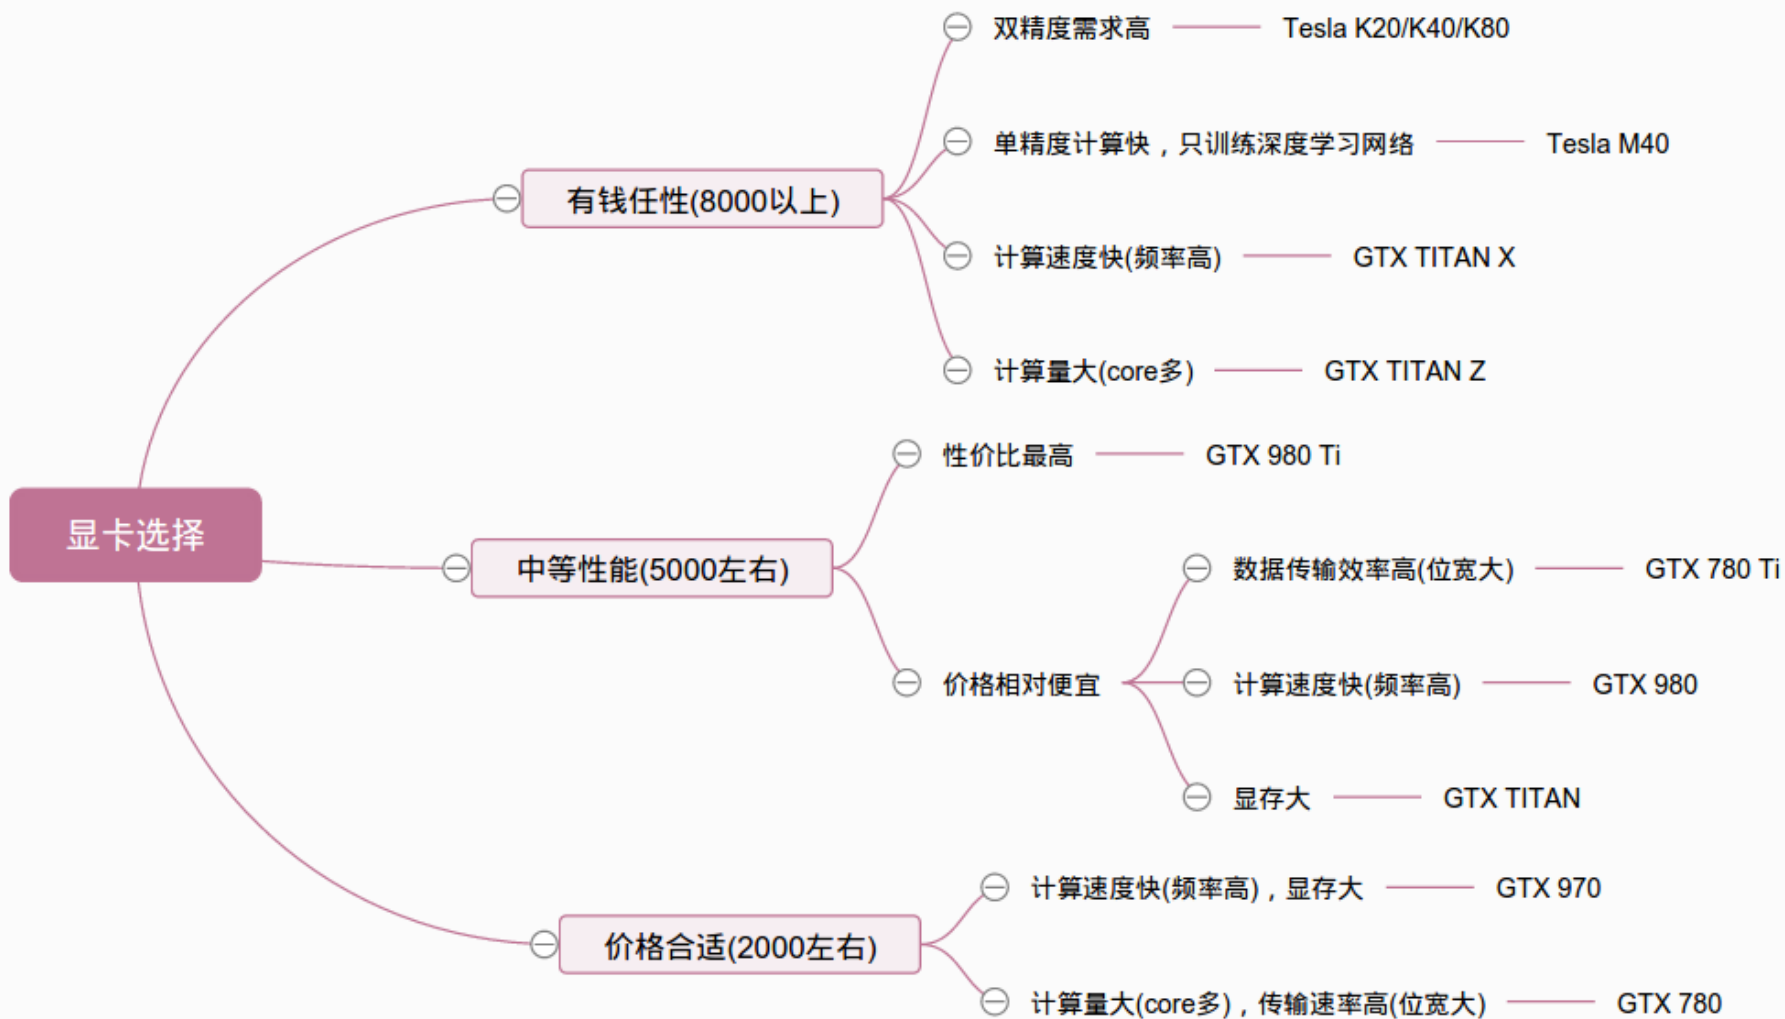 双精度需求高 Tesla K20/K40/K80
单精度计算快，只训练深度学习网络 Tesla M40
有钱任性(8000以上)
计算速度快(频率高) GTX TITAN X
计算量大(core多) GTX TITAN Z
性价比最高 GTX 980 Ti
显卡选择
中等性能(5000左右)
数据传输效率高(位宽大) GTX 780 Ti
价格相对便宜
计算速度快(频率高) GTX 980
显存大 GTX TITAN
计算速度快(频率高)，显存大 GTX 970
价格合适(2000左右)
计算量大(core多)，传输速率高(位宽大) GTX 780